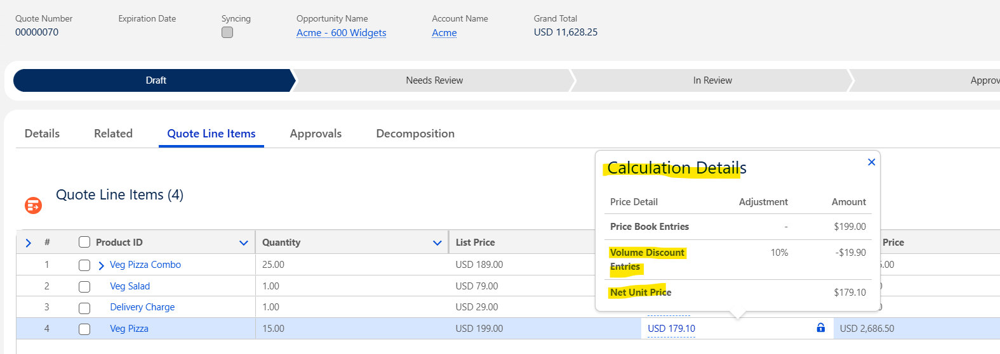 Quote Number Expiration Date Syncing Opportunity Name Account Name Grand Total
00000070 Acme - 600 Widgets Acme USD 11,628.25
Draft Needs Review In Review Approv
Details Related Quote Line Items Approvals Decomposition
Quote Line Items (4)
# Product ID Quantity List Price Price
1 Veg Pizza Combo 25.00 USD 189.00 .00
2 Veg Salad 1.00 USD 79.00
3 Delivery Charge 1.00 USD 29.00
4 Veg Pizza 15.00 USD 199.00 USD 179.10 USD 2,686.50
Calculation Details
Price Detail Adjustment Amount
Price Book Entries - $199.00
Volume Discount 10% -$19.90
Entries
Net Unit Price $179.10